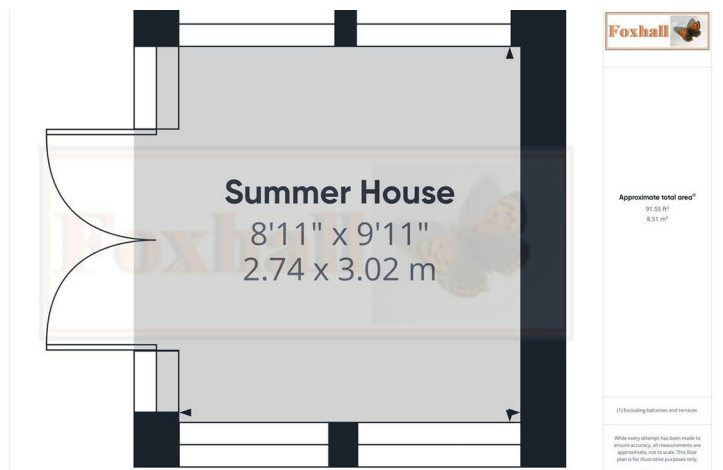 Summer House
8'11" x 9'11"
2.74 x 3.02 m
Foxhall
Foxhall
Approximate total area⁽¹⁾
91.55 ft²
8.51 m²
(1) Excluding balconies and terraces
While every attempt has been made to
ensure accuracy, all measurements are
approximate, not to scale. This floor
plan is for illustrative purposes only.